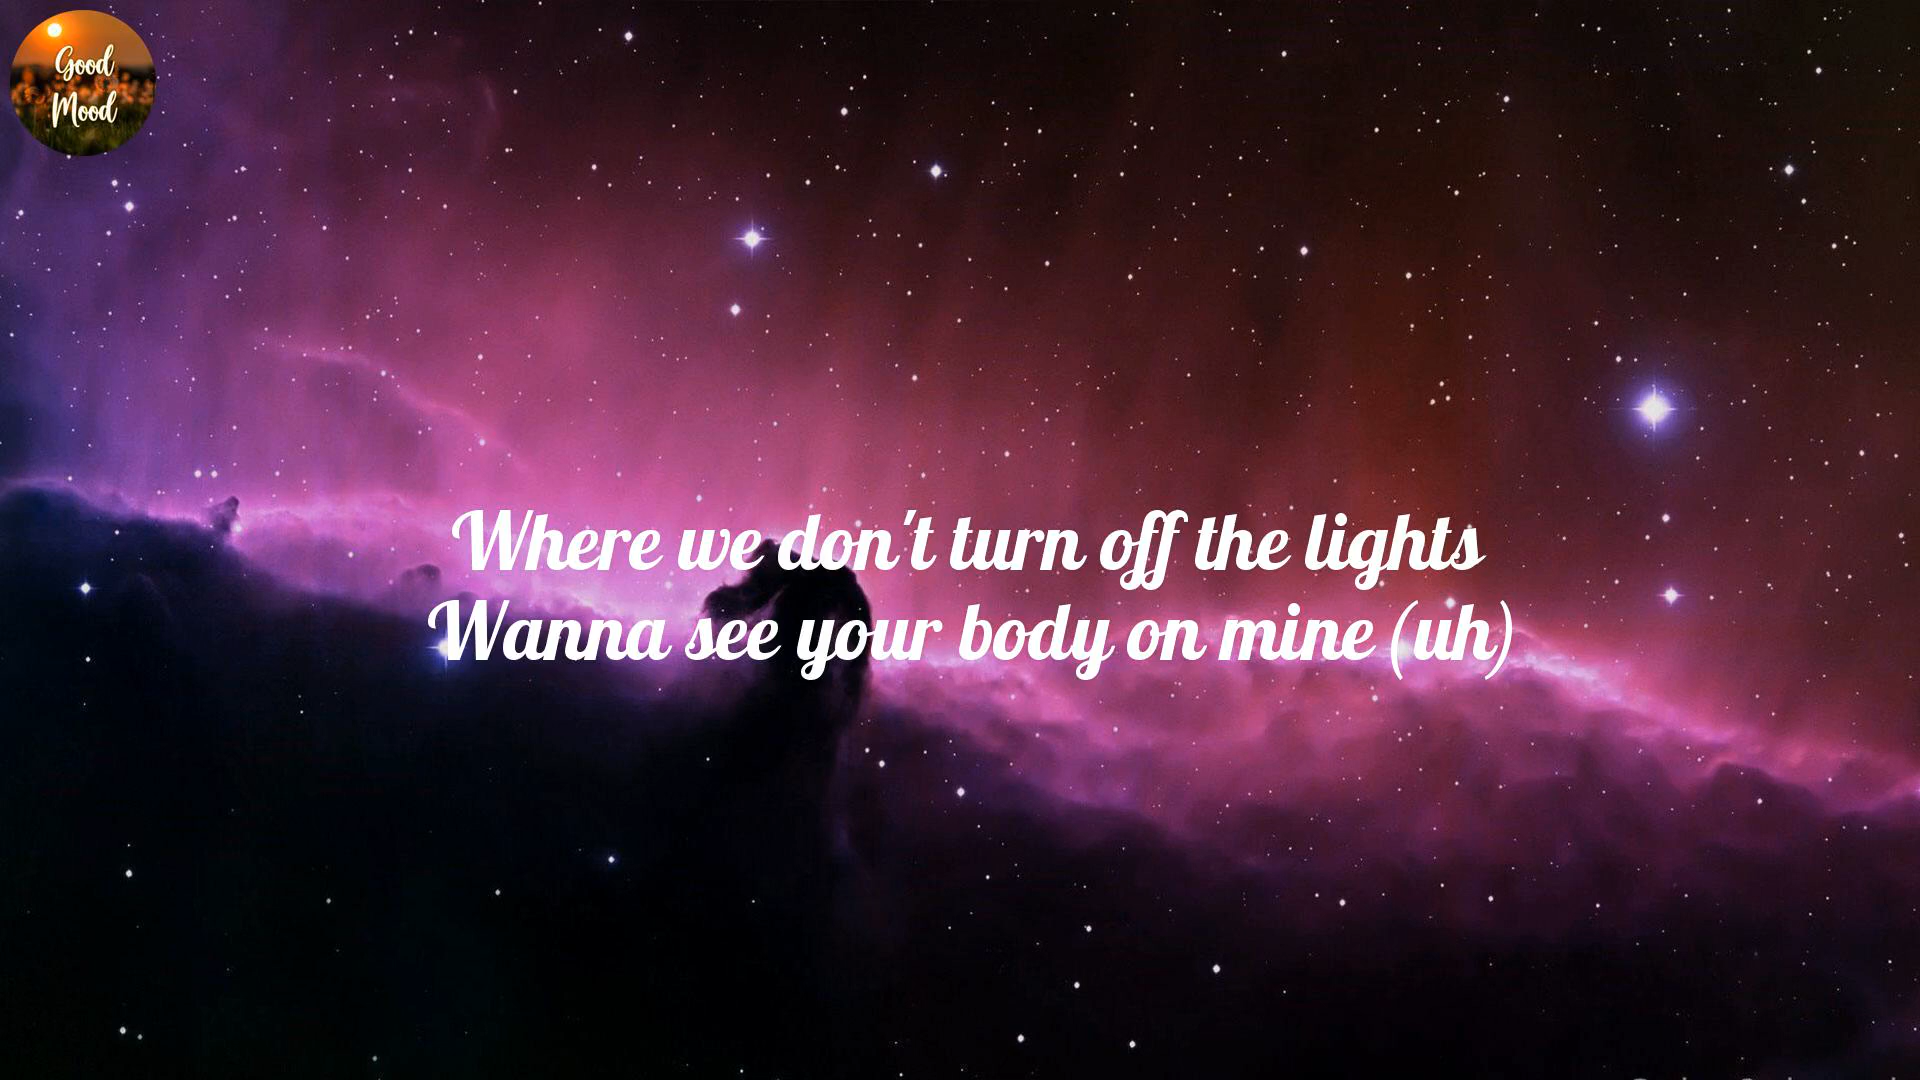 Good
Mood
Where we don't turn off the lights
Wanna see your body on mine (uh)